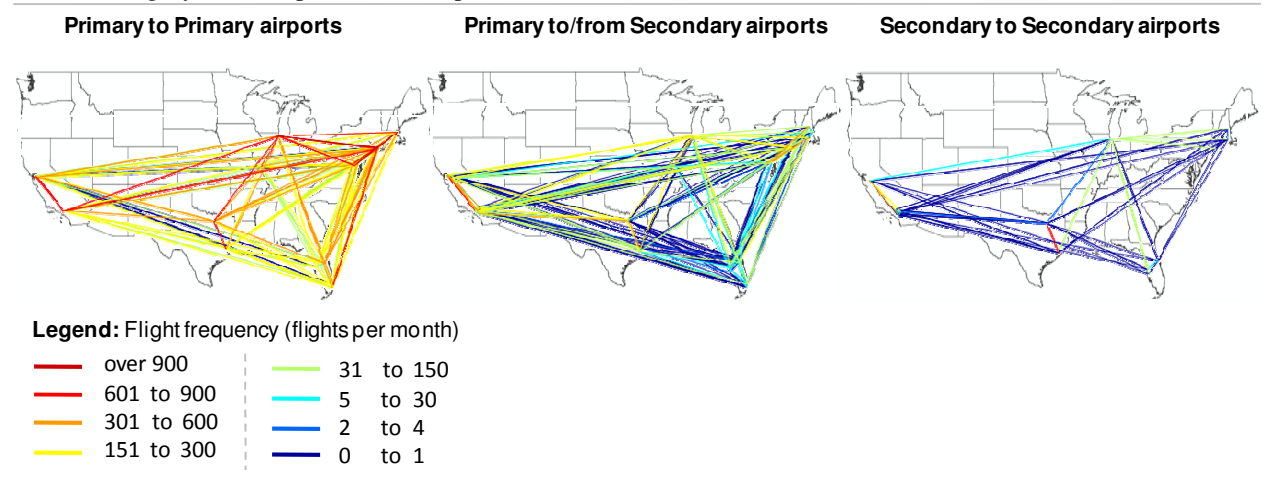 Primary to Primary airports
Primary to/from Secondary airports
Secondary to Secondary airports
Legend: Flight frequency (flights per month)
over 900
601 to 900
301 to 600
151 to 300
31 to 150
5 to 30
2 to 4
0 to 1